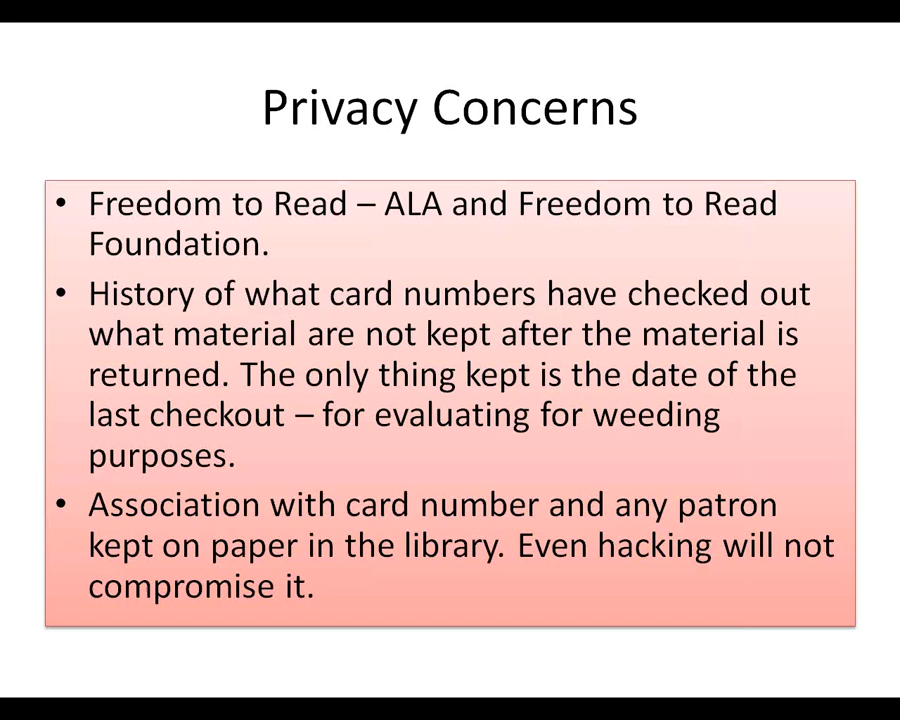 Privacy Concerns
• Freedom to Read – ALA and Freedom to Read
Foundation.
• History of what card numbers have checked out
what material are not kept after the material is
returned. The only thing kept is the date of the
last checkout – for evaluating for weeding
purposes.
• Association with card number and any patron
kept on paper in the library. Even hacking will not
compromise it.